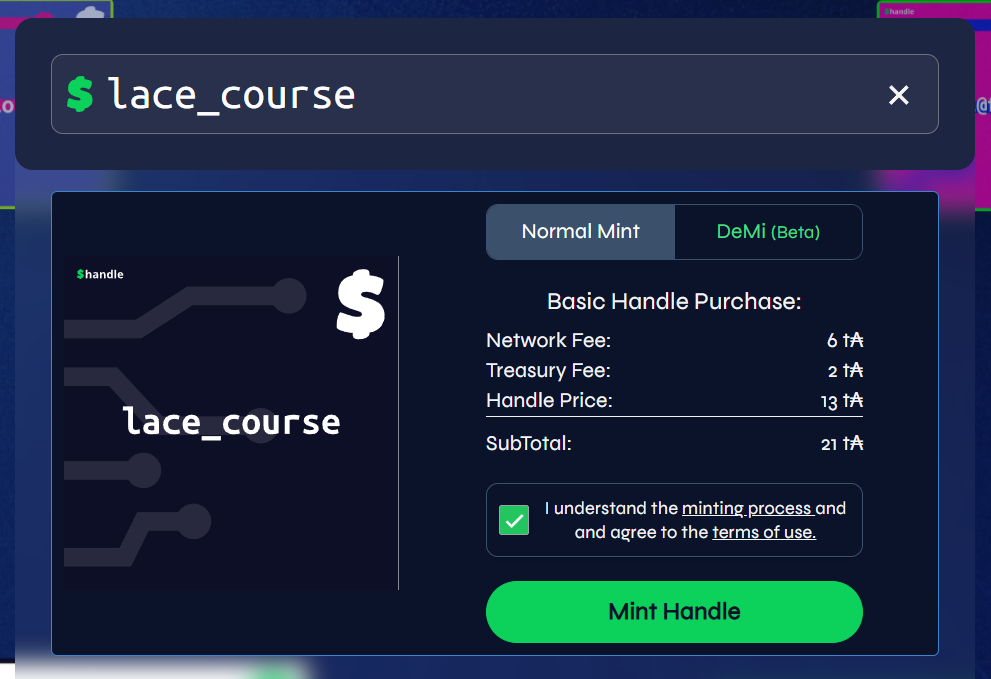 $handle
$ lace_course ×
Normal Mint
DeMi (Beta)
$handle
$
lace_course
Basic Handle Purchase:
Network Fee: 6 t₳
Treasury Fee: 2 t₳
Handle Price: 13 t₳
SubTotal: 21 t₳
I understand the minting process and
and agree to the terms of use.
Mint Handle